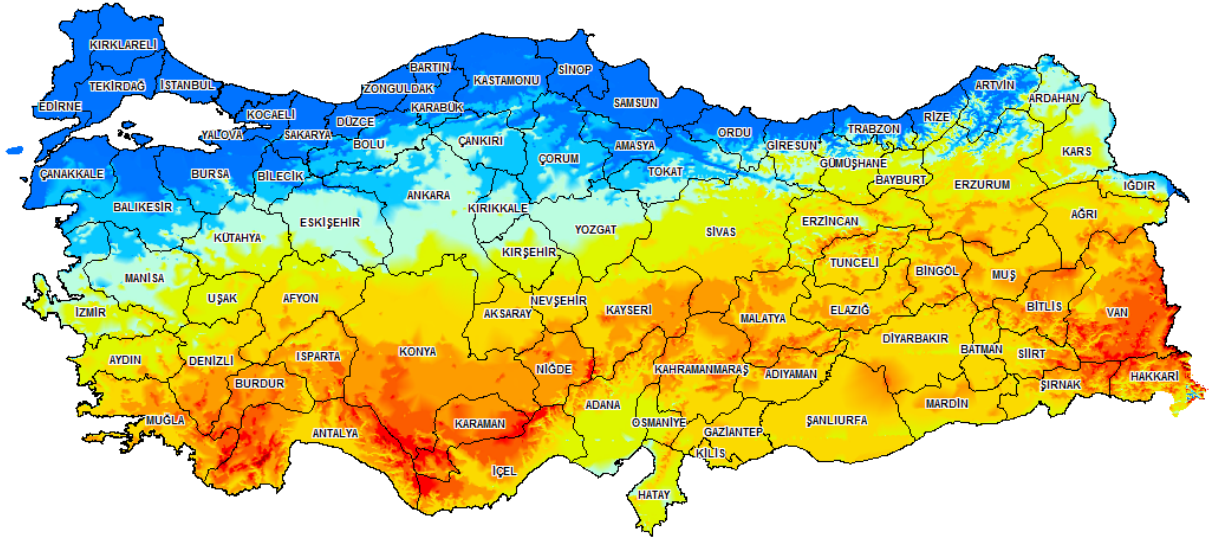 KIRKLARELİ
TEKİRDAĞ
İSTANBUL
EDİRNE
KOCAELİ
YALOVA
SAKARYA
DÜZCE
ZONGULDAK
BARTIN
KARABÜK
KASTAMONU
SİNOP
SAMSUN
ORDU
GİRESUN
TRABZON
RİZE
ARTVİN
ARDAHAN
KARS
IĞDIR
ÇANAKKALE
BURSA
BİLECİK
BOLU
ÇANKIRI
ÇORUM
AMASYA
TOKAT
GÜMÜŞHANE
BAYBURT
ERZURUM
AĞRI
BALIKESİR
KÜTAHYA
ESKİŞEHİR
ANKARA
KIRIKKALE
YOZGAT
SİVAS
ERZİNCAN
KIRŞEHİR
TUNCELİ
BİNGÖL
MUŞ
BİTLİS
VAN
MANİSA
UŞAK
AFYON
İZMİR
AKSARAY
NEVŞEHİR
KAYSERİ
MALATYA
ELAZIĞ
DİYARBAKIR
BATMAN
SİİRT
AYDIN
DENİZLİ
ISPARTA
BURDUR
KONYA
NİĞDE
KAHRAMANMARAŞ
ADIYAMAN
ŞIRNAK
HAKKARİ
MUĞLA
ANTALYA
KARAMAN
İÇEL
ADANA
OSMANİYE
GAZİANTEP
KİLİS
ŞANLIURFA
MARDİN
HATAY